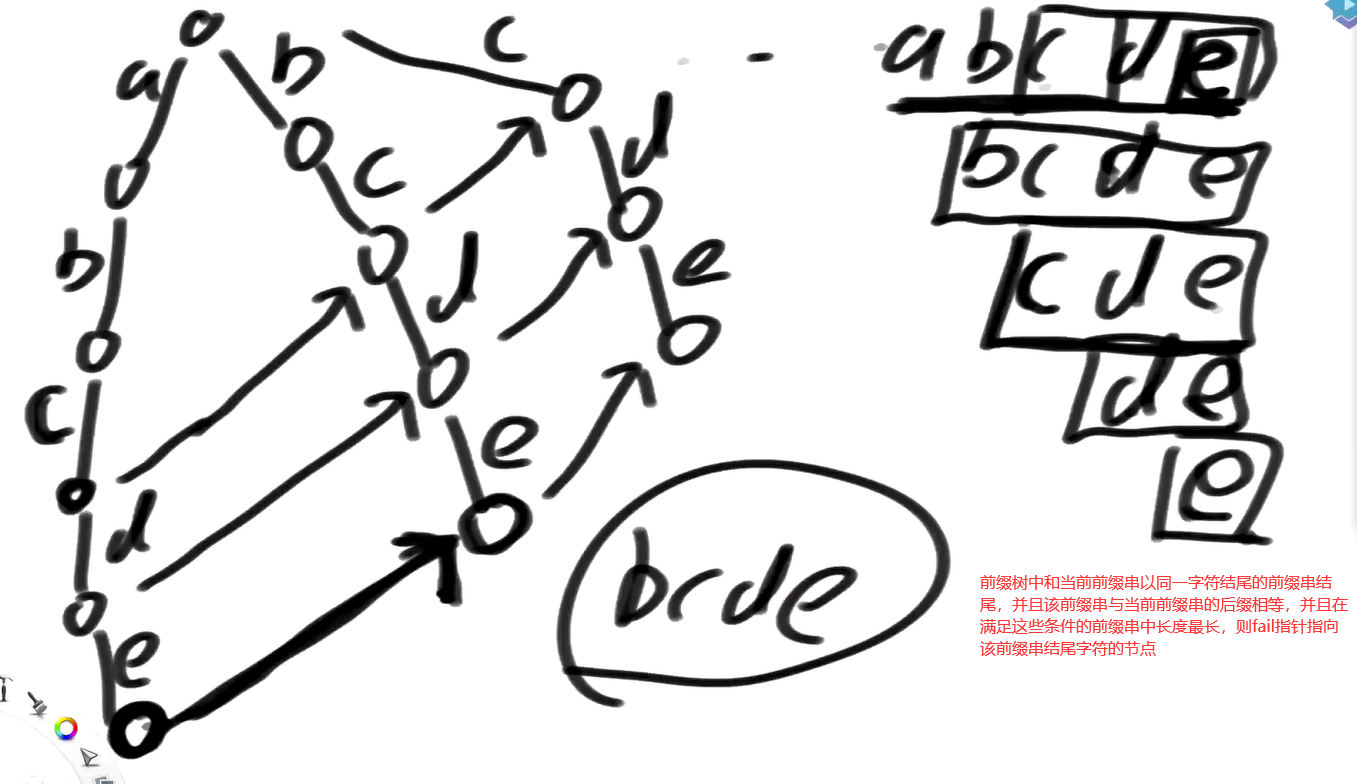 a
b
c
d
e
b
c
d
e
c
d
e
abcde
bcde
cde
de
e
bcde
前缀树中和当前前缀串以同一字符结尾的前缀串结
尾，并且该前缀串与当前前缀串的后缀相等，并且在
满足这些条件的前缀串中长度最长，则fail指针指向
该前缀串结尾字符的节点